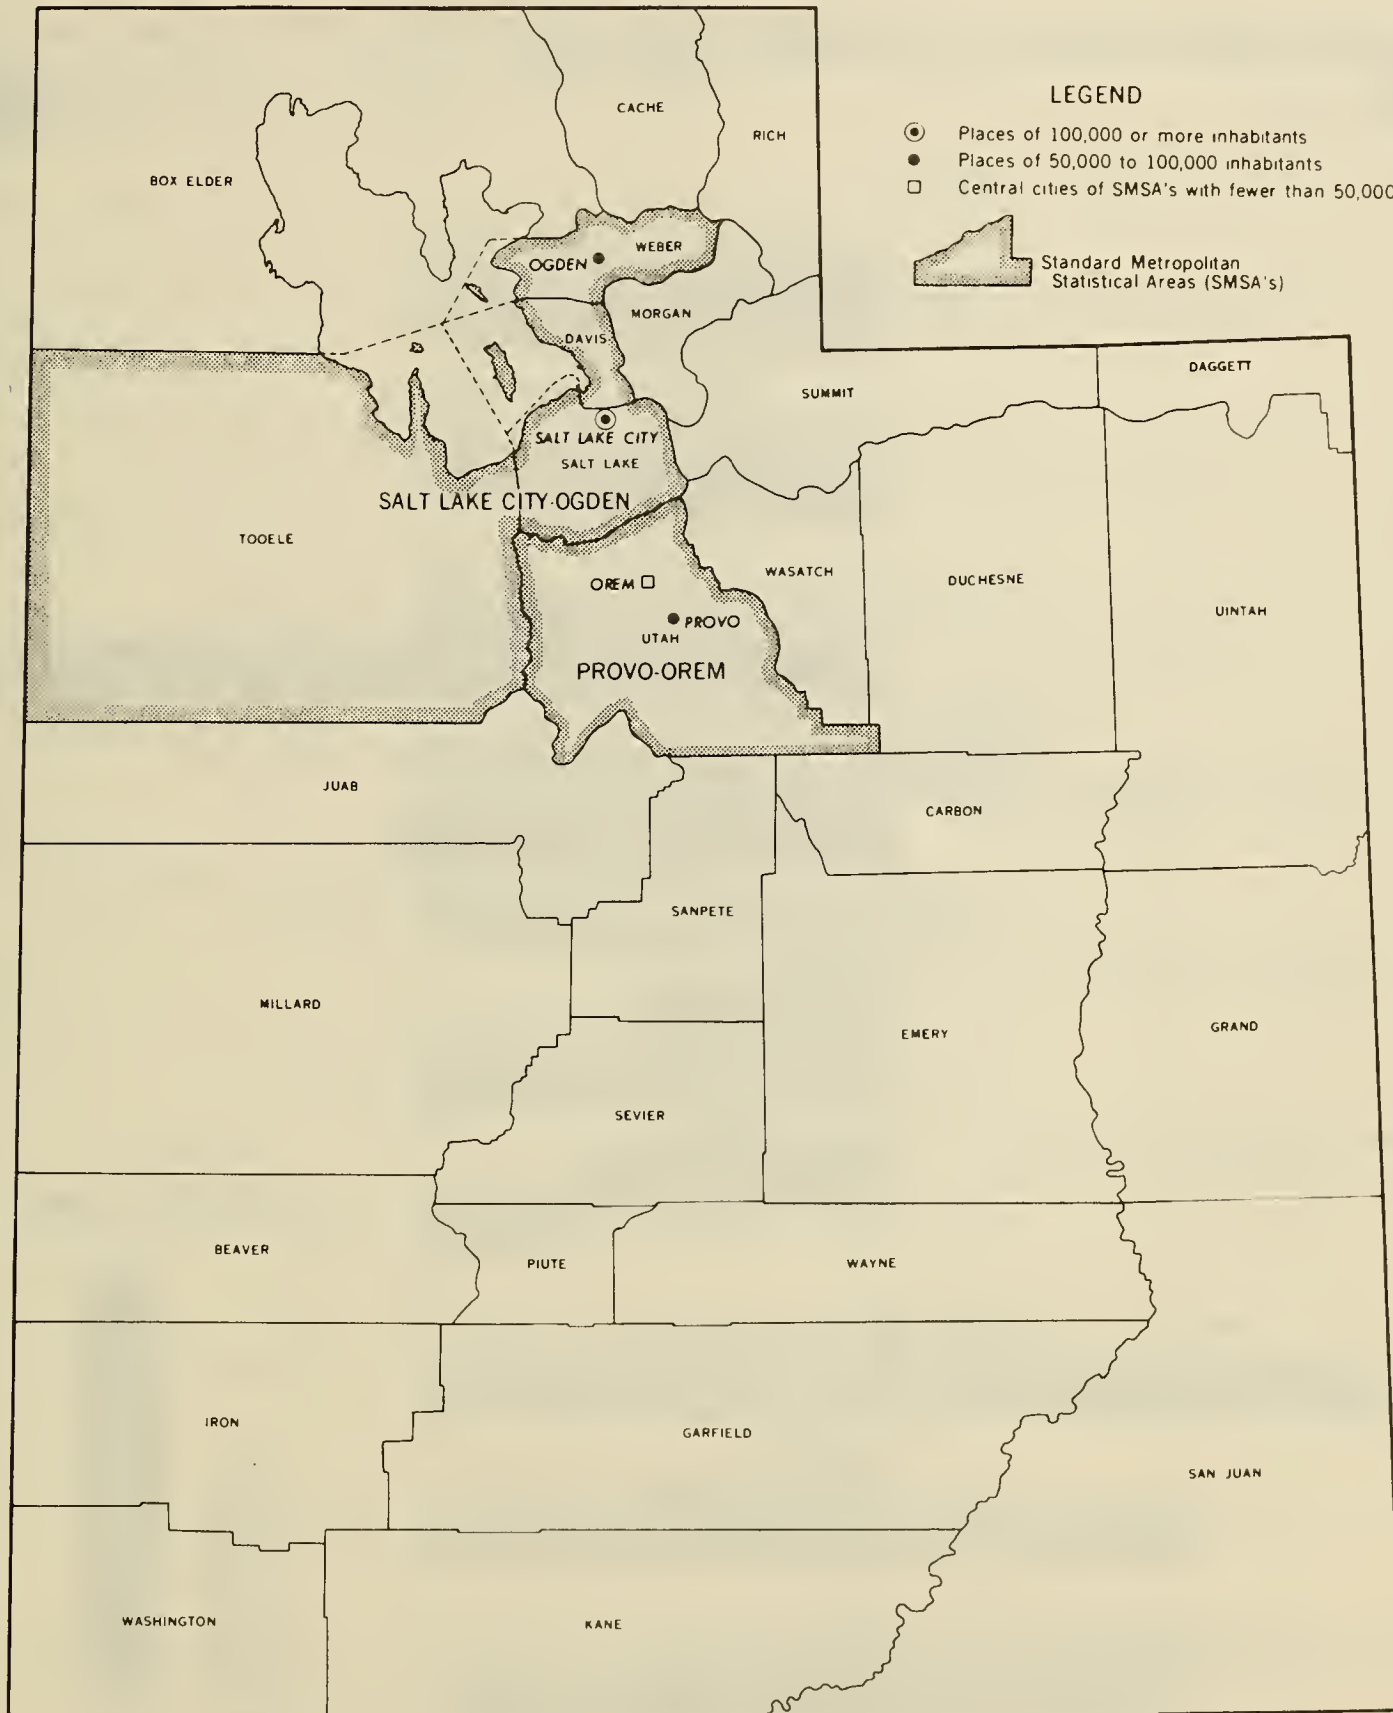 LEGEND
Places of 100,000 or more inhabitants
Places of 50,000 to 100,000 inhabitants
Central cities of SMSA's with fewer than 50,000
Standard Metropolitan
Statistical Areas (SMSA's)
CACHE
RICH
BOX ELDER
WEBER
OGDEN
MORGAN
DAVIS
DAGGETT
SUMMIT
SALT LAKE CITY
SALT LAKE
SALT LAKE CITY-OGDEN
TOOELE
WASATCH
DUCHESNE
UINTAH
OREM
PROVO
UTAH
PROVO-OREM
JUAB
CARBON
SANPETE
MILLARD
EMERY
GRAND
SEVIER
BEAVER
PIUTE
WAYNE
IRON
GARFIELD
SAN JUAN
WASHINGTON
KANE